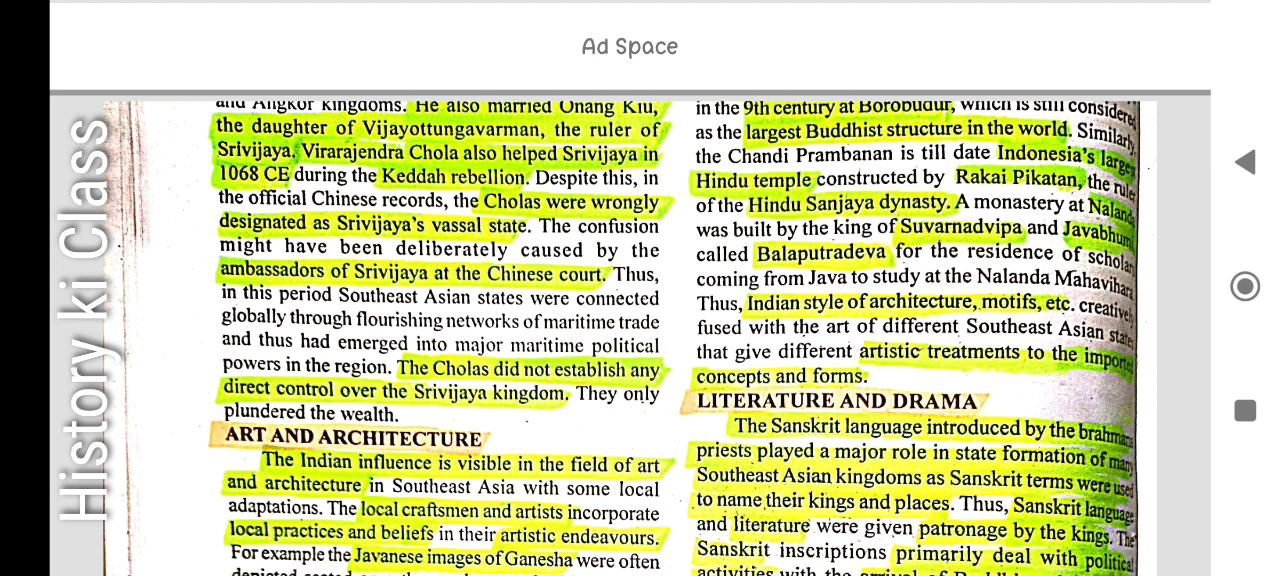 Ad Space
History ki Class
and Angkor kingdoms. He also married Onang Kiu,
the daughter of Vijayottungavarman, the ruler of
Srivijaya. Virarajendra Chola also helped Srivijaya in
1068 CE during the Keddah rebellion. Despite this, in
the official Chinese records, the Cholas were wrongly
designated as Srivijaya's vassal state. The confusion
might have been deliberately caused by the
ambassadors of Srivijaya at the Chinese court. Thus,
in this period Southeast Asian states were connected
globally through flourishing networks of maritime trade
and thus had emerged into major maritime political
powers in the region. The Cholas did not establish any
direct control over the Srivijaya kingdom. They only
plundered the wealth.
ART AND ARCHITECTURE
The Indian influence is visible in the field of art
and architecture in Southeast Asia with some local
adaptations. The local craftsmen and artists incorporate
local practices and beliefs in their artistic endeavours.
For example the Javanese images of Ganesha were often
in the 9th century at Borobudur, which is still considered
as the largest Buddhist structure in the world. Similarly
the Chandi Prambanan is till date Indonesia's
Hindu temple constructed by Rakai Pikatan, the
of the Hindu Sanjaya dynasty. A monastery at Nalanda
was built by the king of Suvarnadvipa and Javabhumi
called Balaputradeva for the residence of
coming from Java to study at the Nalanda Mahavihara
Thus, Indian style of architecture, motifs, etc.
fused with the art of different Southeast Asian
that give different artistic treatments to the
concepts and forms.
LITERATURE AND DRAMA
The Sanskrit language introduced by the
priests played a major role in state formation of many
Southeast Asian kingdoms as Sanskrit terms were used
to name their kings and places. Thus, Sanskrit language
and literature were given patronage by the kings. The
Sanskrit inscriptions primarily deal with political
activities with the arrival of